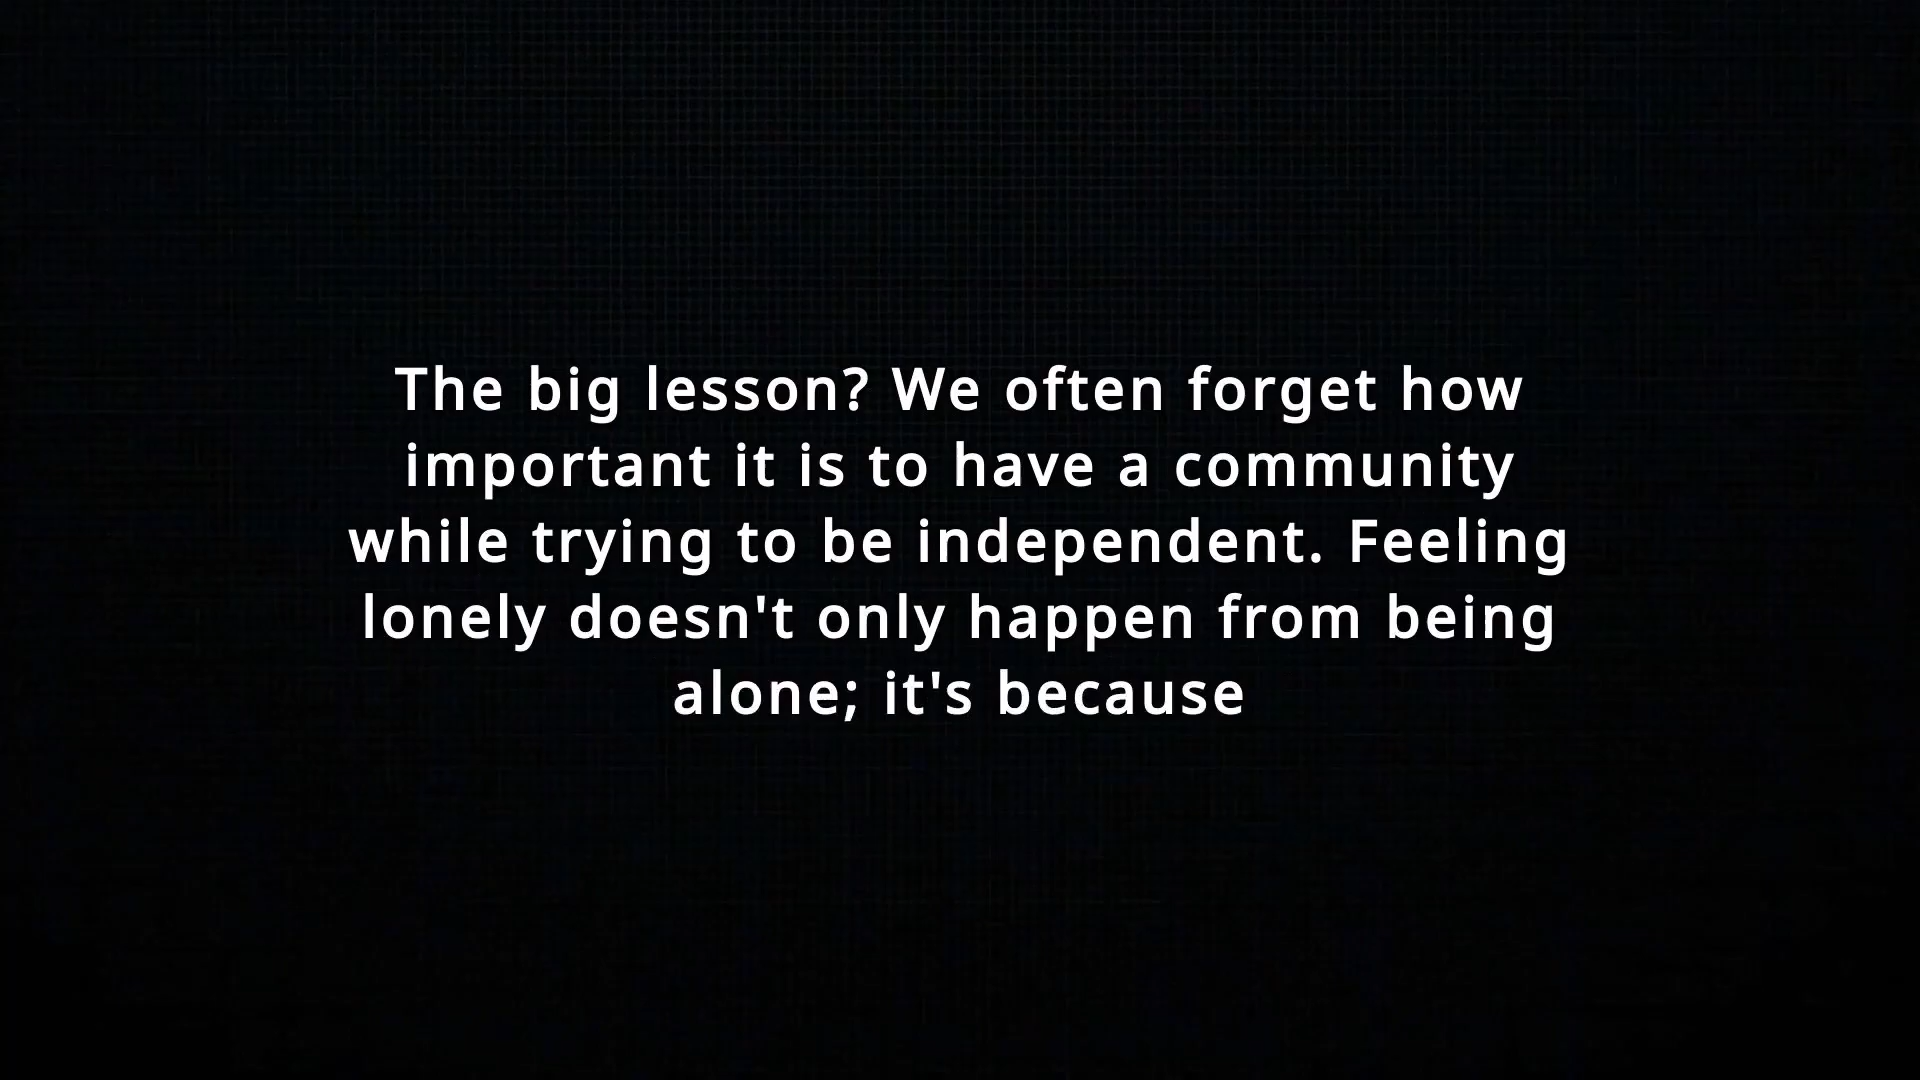 The big lesson? We often forget how
important it is to have a community
while trying to be independent. Feeling
lonely doesn't only happen from being
alone; it's because